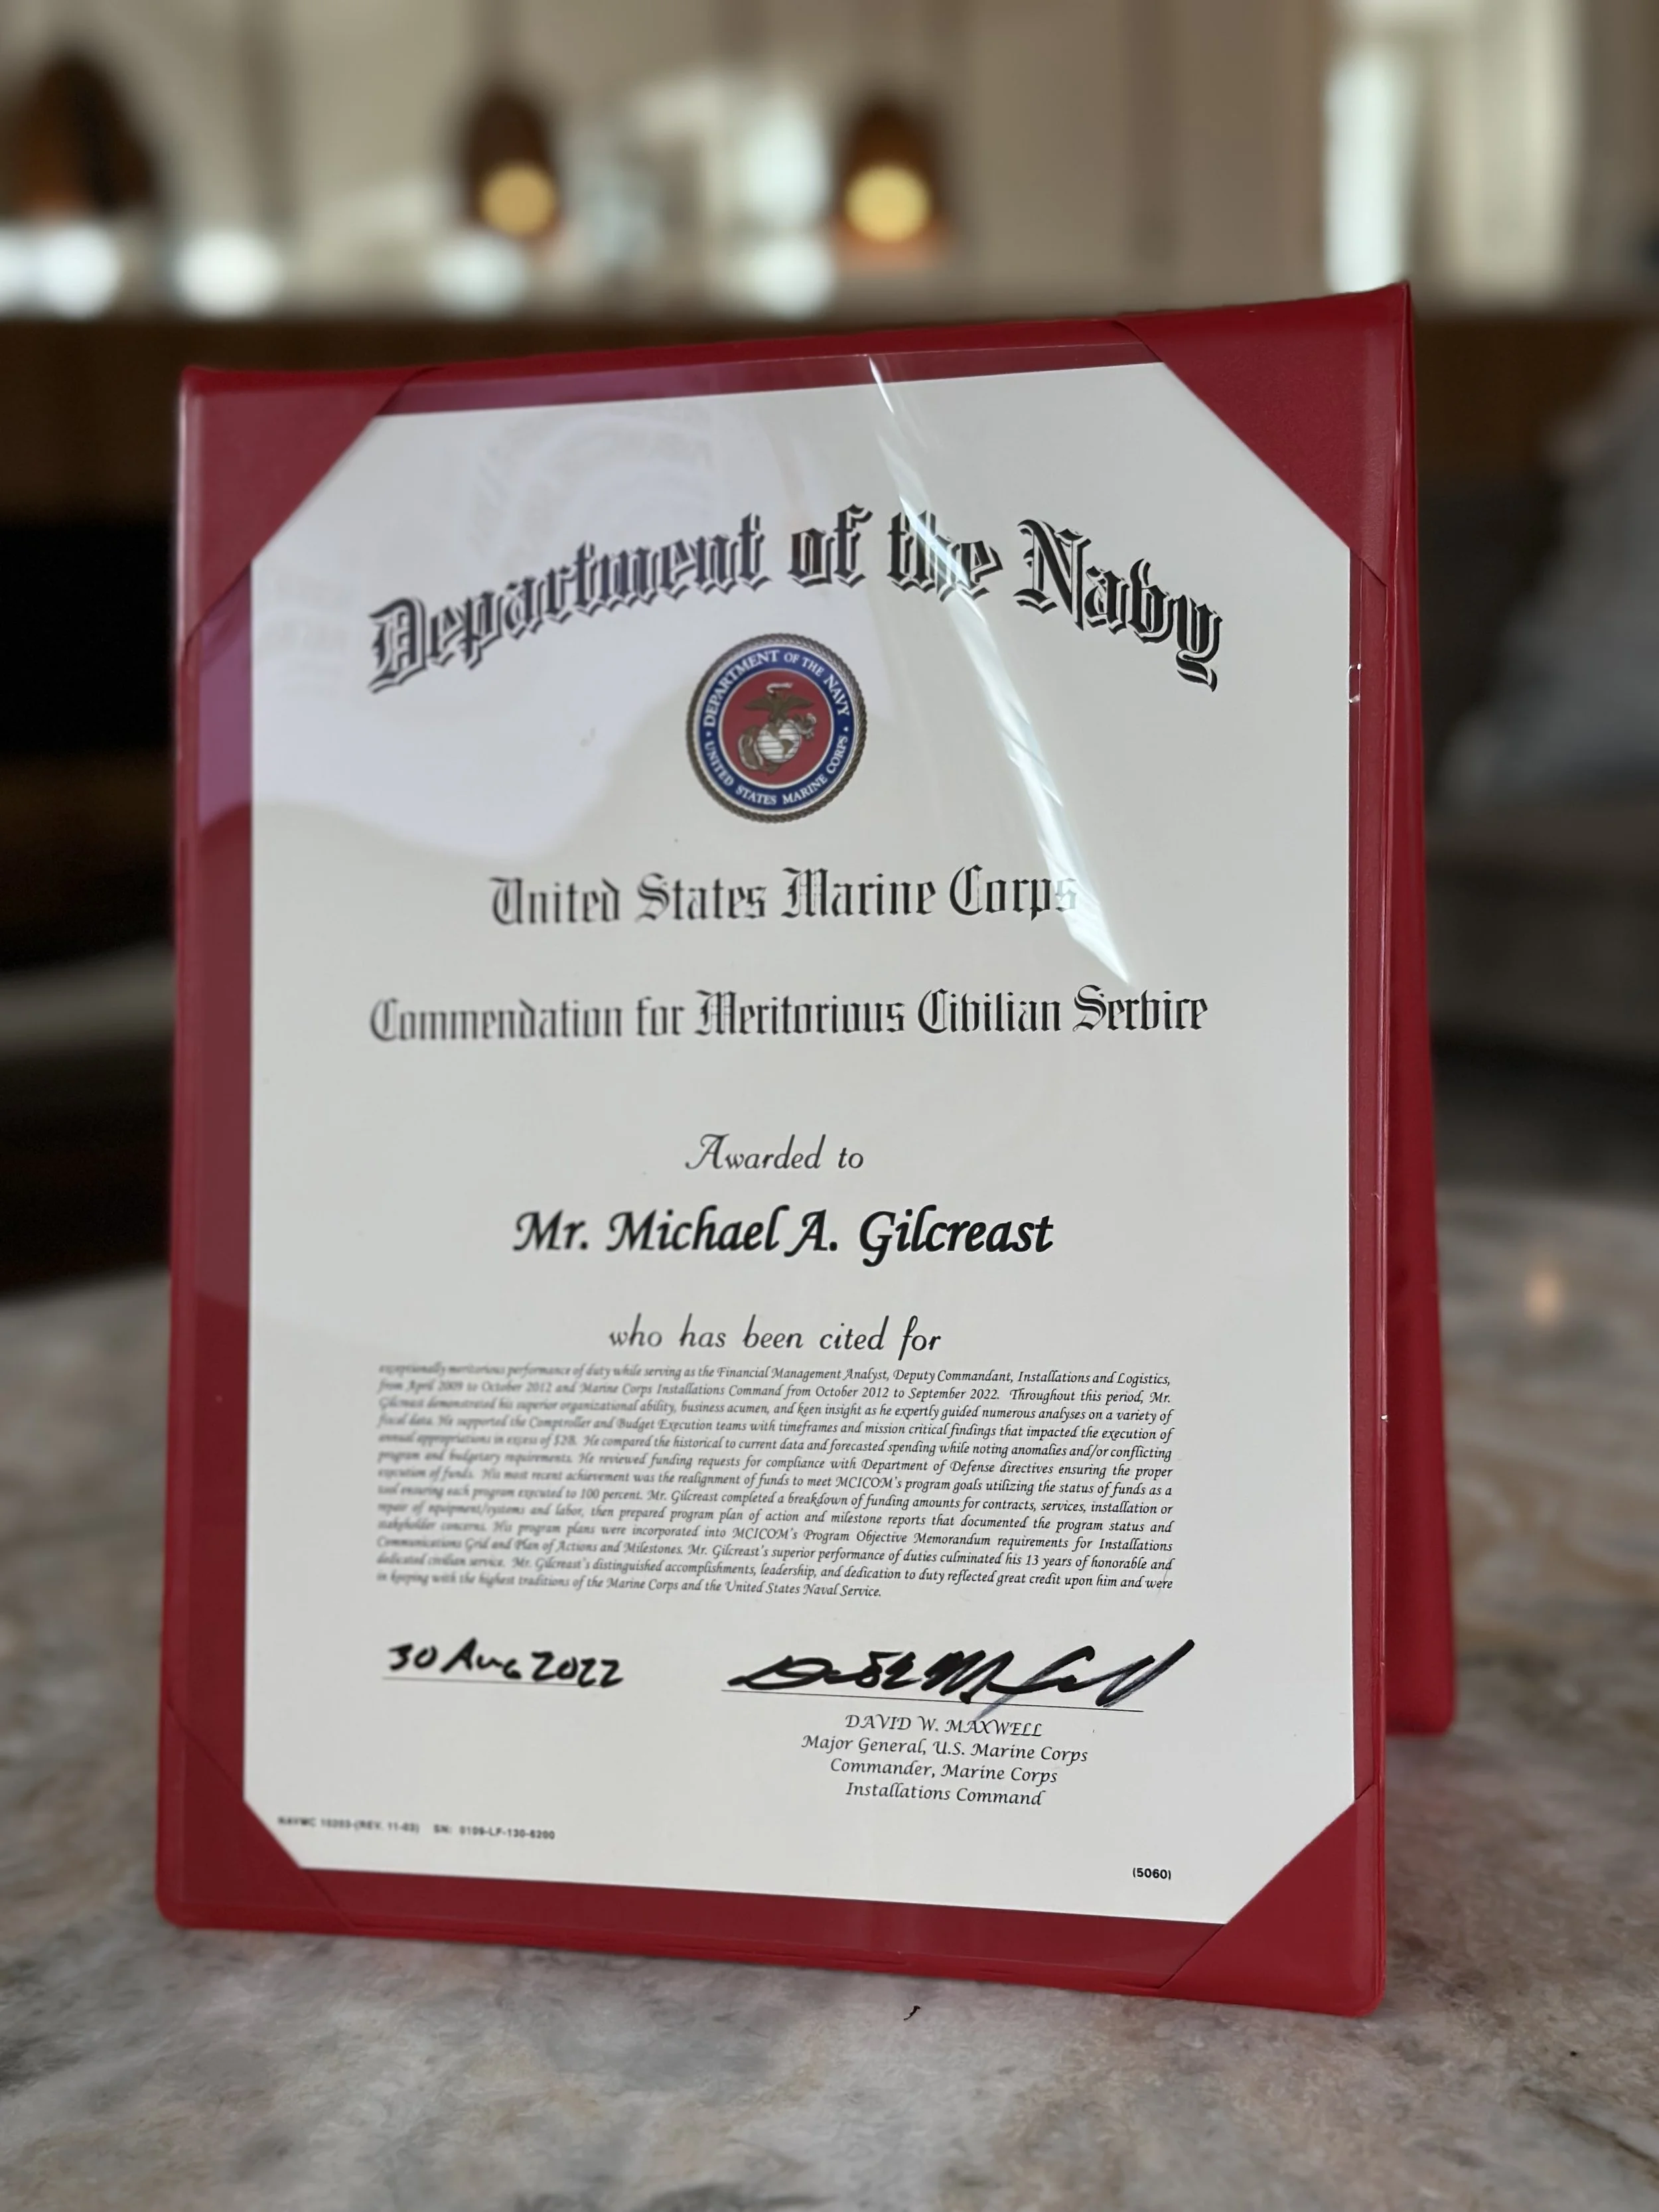 Department of the Navy
DEPARTMENT OF THE NAVY
UNITED STATES MARINE CORPS
United States Marine Corps
Commendation for Meritorious Civilian Service
Awarded to
Mr. Michael A. Gilcreast
who has been cited for
exceptionally meritorious performance of duty while serving as the Financial Management Analyst, Deputy Commandant, Installations and Logistics,
from April 2009 to October 2012 and Marine Corps Installations Command from October 2012 to September 2022. Throughout this period, Mr.
Gilcreast demonstrated his superior organizational ability, business acumen, and keen insight as he expertly guided numerous analyses on a variety of
fiscal data. He supported the Comptroller and Budget Execution teams with timeframes and mission critical findings that impacted the execution of
annual appropriations in excess of $2B. He compared the historical to current data and forecasted spending while noting anomalies and/or conflicting
program and budgetary requirements. He reviewed funding requests for compliance with Department of Defense directives ensuring the proper
execution of funds. His most recent achievement was the realignment of funds to meet MCICOM's program goals utilizing the status of funds as a
tool ensuring each program executed to 100 percent. Mr. Gilcreast completed a breakdown of funding amounts for contracts, services, installation or
repair of equipment/systems and labor, then prepared program plan of action and milestone reports that documented the program status and
stakeholder concerns. His program plans were incorporated into MCICOM's Program Objective Memorandum requirements for Installations
Communications Grid and Plan of Actions and Milestones. Mr. Gilcreast's superior performance of duties culminated his 13 years of honorable and
dedicated civilian service. Mr. Gilcreast's distinguished accomplishments, leadership, and dedication to duty reflected great credit upon him and were
in keeping with the highest traditions of the Marine Corps and the United States Naval Service.
30 Aug 2022
DAVID W. MAXWELL
Major General, U.S. Marine Corps
Commander, Marine Corps
Installations Command
NAVMC 10203-(REV. 11-03) SN: 0109-LF-130-6200
(5060)